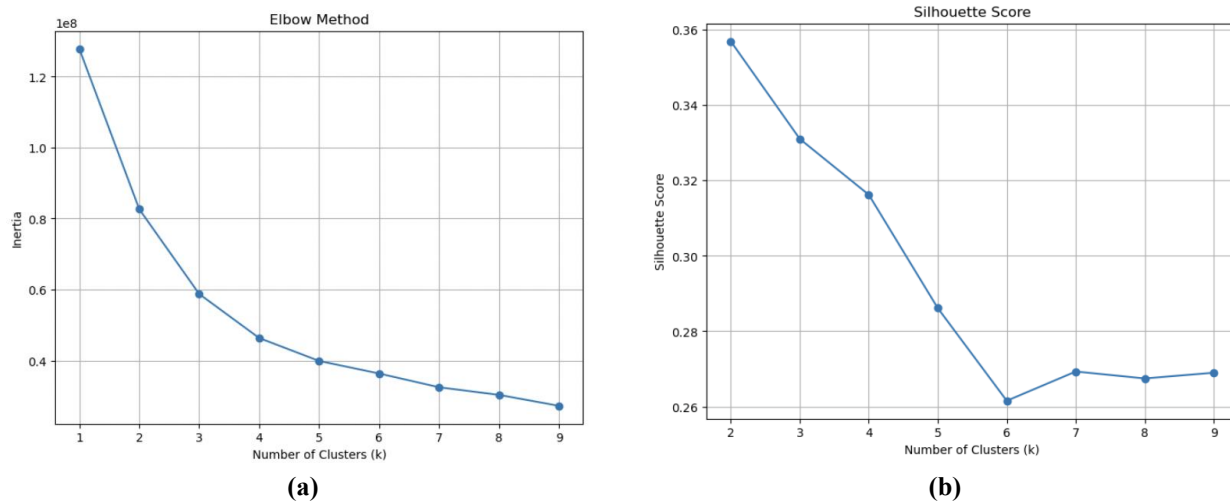 Elbow Method
1e8
1.2
1.0
0.8
0.6
0.4
Inertia
1 2 3 4 5 6 7 8 9
Number of Clusters (k)
(a)
Silhouette Score
0.36
0.34
0.32
0.30
0.28
0.26
Silhouette Score
2 3 4 5 6 7 8 9
Number of Clusters (k)
(b)